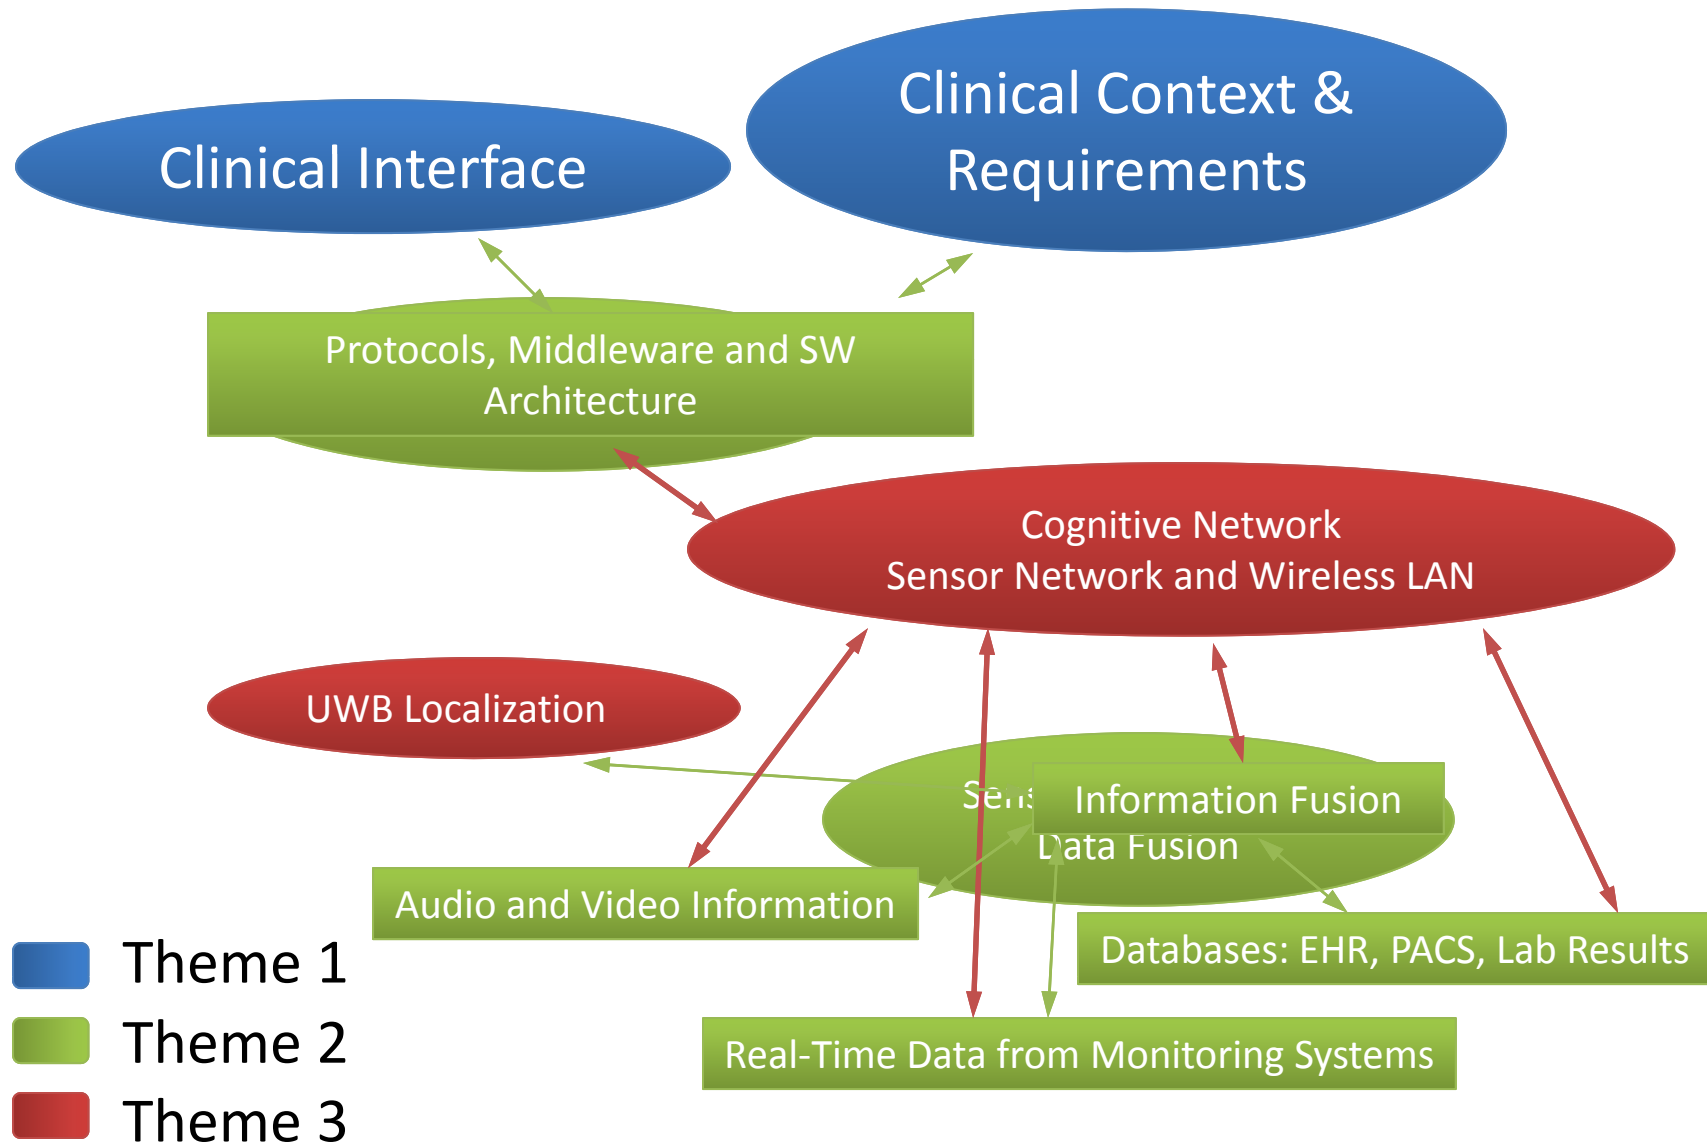 Clinical Context &
Requirements
Clinical Interface
Protocols, Middleware and SW
Architecture
Cognitive Network
Sensor Network and Wireless LAN
UWB Localization
Information Fusion
Data Fusion
Audio and Video Information
Databases: EHR, PACS, Lab Results
Real-Time Data from Monitoring Systems
Theme 1
Theme 2
Theme 3